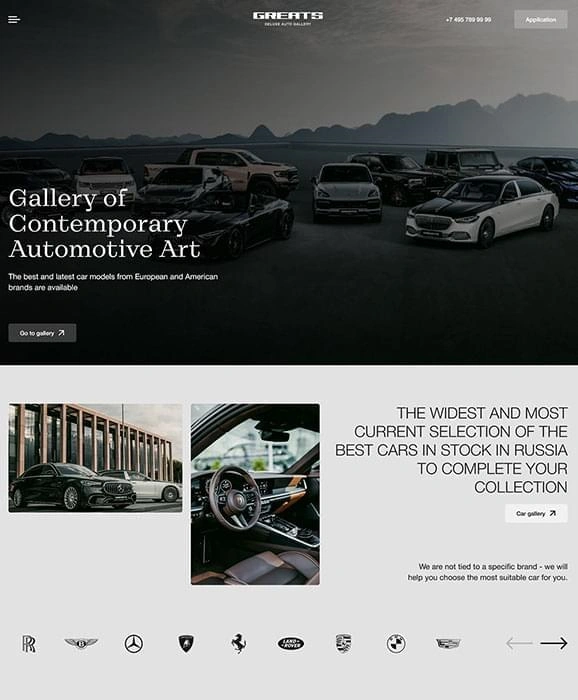 GREATS
DELUXE AUTO GALLERY
+7 495 789 99 99
Application
Gallery of
Contemporary
Automotive Art
The best and latest car models from European and American
brands are available
Go to gallery
THE WIDEST AND MOST
CURRENT SELECTION OF THE
BEST CARS IN STOCK IN RUSSIA
TO COMPLETE YOUR
COLLECTION
Car gallery
We are not tied to a specific brand - we will
help you choose the most suitable car for you.
LAND
ROVER